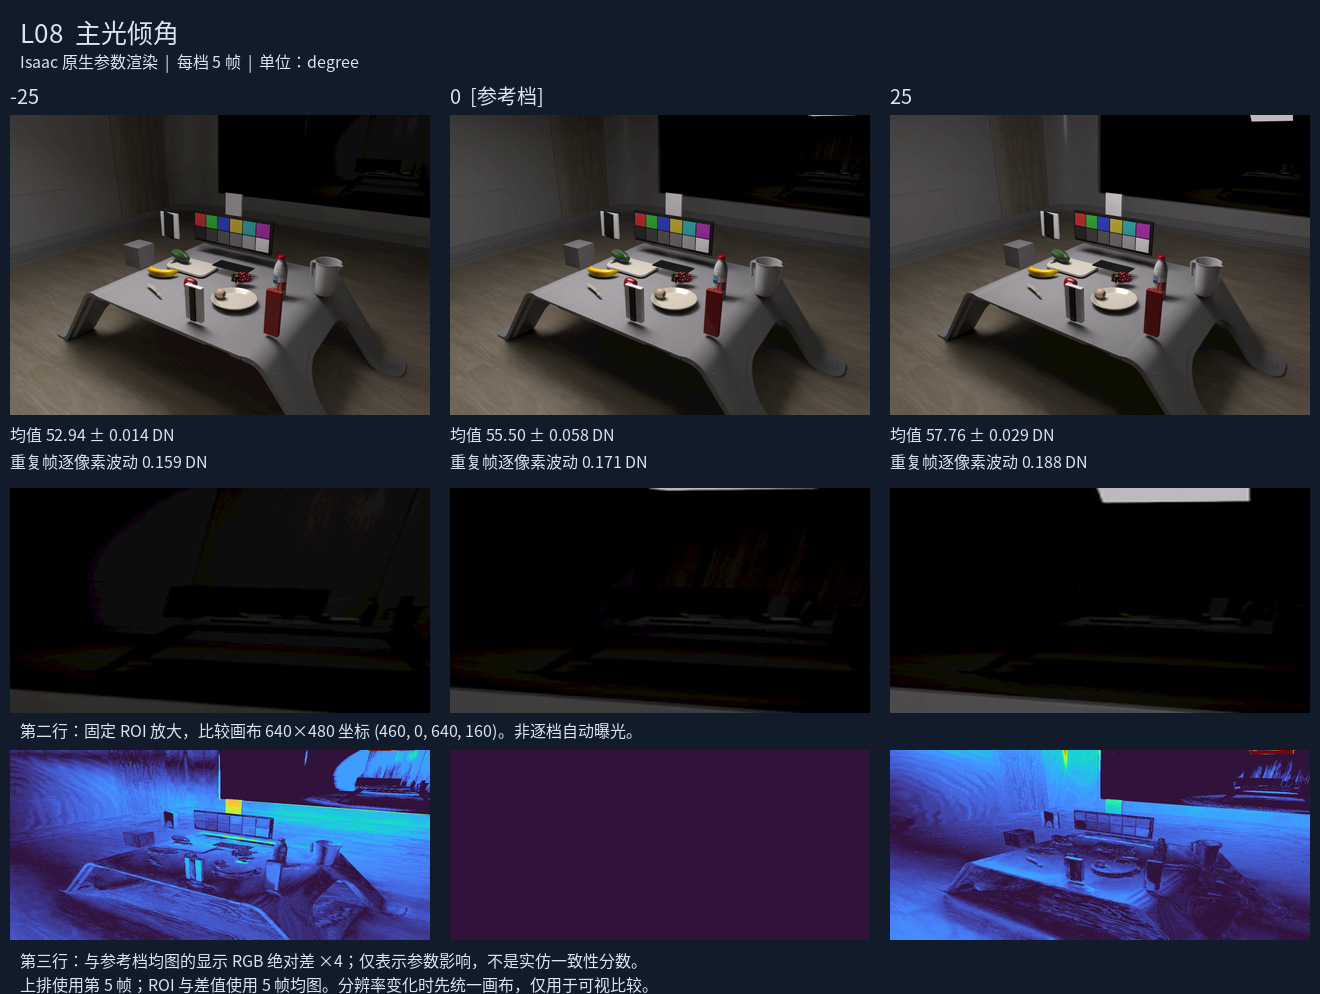 L08 主光倾角
Isaac 原生参数渲染 | 每档 5 帧 | 单位：degree
-25
0 [参考档]
25
均值 52.94 ± 0.014 DN
重复帧逐像素波动 0.159 DN
均值 55.50 ± 0.058 DN
重复帧逐像素波动 0.171 DN
均值 57.76 ± 0.029 DN
重复帧逐像素波动 0.188 DN
第二行：固定 ROI 放大，比较画布 640×480 坐标 (460, 0, 640, 160)。非逐档自动曝光。
第三行：与参考档均图的显示 RGB 绝对差 ×4；仅表示参数影响，不是实仿一致性分数。
上排使用第 5 帧；ROI 与差值使用 5 帧均图。分辨率变化时先统一画布，仅用于可视比较。